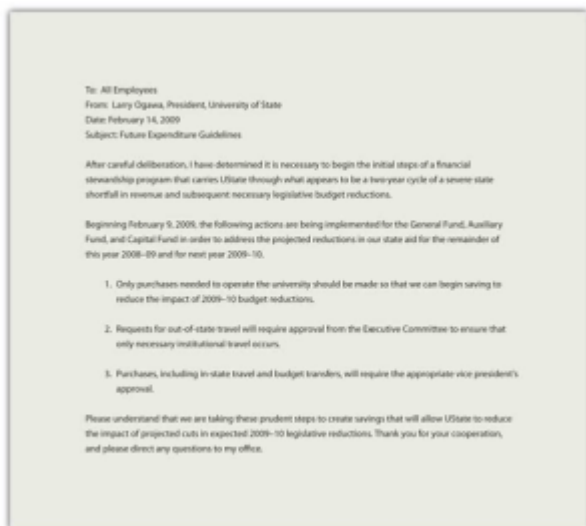 To: All Employees
From: Larry Ogawa, President, University of State
Date: February 14, 2009
Subject: Future Expenditure Guidelines
After careful deliberation, I have determined it is necessary to begin the initial steps of a financial
stewardship program that carries UState through what appears to be a two-year cycle of a severe state
shortfall in revenue and subsequent necessary legislative budget reductions.
Beginning February 9, 2009, the following actions are being implemented for the General Fund, Auxiliary
Fund, and Capital Fund in order to address the projected reductions in our state aid for the remainder of
this year 2008–09 and for next year 2009–10.
1. Only purchases needed to operate the university should be made so that we can begin saving to
reduce the impact of 2009–10 budget reductions.
2. Requests for out-of-state travel will require approval from the Executive Committee to ensure that
only necessary institutional travel occurs.
3. Purchases, including in-state travel and budget transfers, will require the appropriate vice president's
approval.
Please understand that we are taking these prudent steps to create savings that will allow UState to reduce
the impact of projected cuts in expected 2009–10 legislative reductions. Thank you for your cooperation,
and please direct any questions to my office.